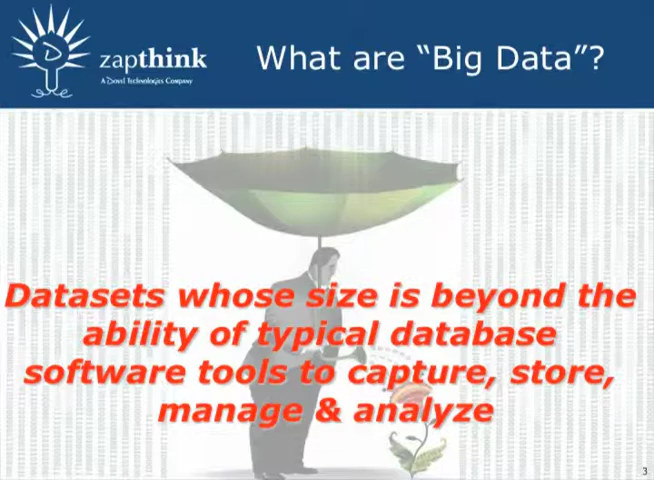 zapthink
A Dovel Technologies Company
What are “Big Data”?
Datasets whose size is beyond the
ability of typical database
software tools to capture, store,
manage & analyze
3